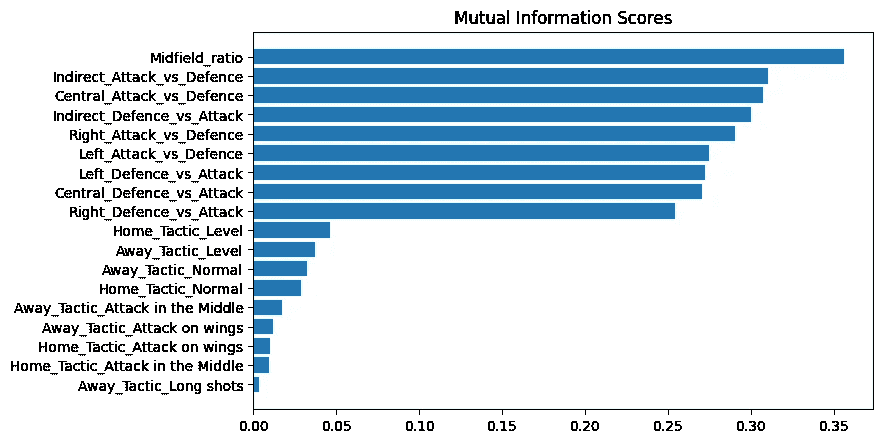 Mutual Information Scores
Midfield_ratio
Indirect_Attack_vs_Defence
Central_Attack_vs_Defence
Indirect_Defence_vs_Attack
Right_Attack_vs_Defence
Left_Attack_vs_Defence
Left_Defence_vs_Attack
Central_Defence_vs_Attack
Right_Defence_vs_Attack
Home_Tactic_Level
Away_Tactic_Level
Away_Tactic_Normal
Home_Tactic_Normal
Away_Tactic_Attack in the Middle
Away_Tactic_Attack on wings
Home_Tactic_Attack on wings
Home_Tactic_Attack in the Middle
Away_Tactic_Long shots
0.00 0.05 0.10 0.15 0.20 0.25 0.30 0.35